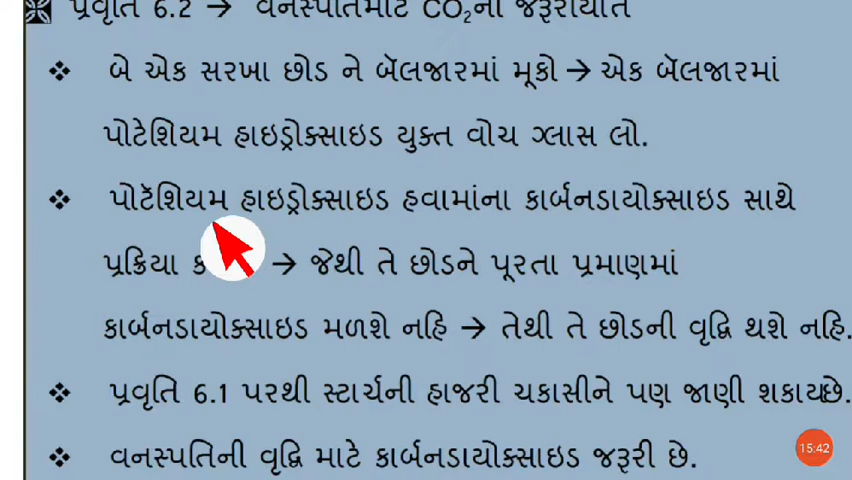 પ્રવૃતિ 6.2 → વનસ્પતિમાટે CO₂ની જરૂરીયાત
❖ બે એક સરખા છોડ ને બૅલજારમાં મૂકો → એક બૅલજારમાં
પોટેશિયમ હાઇડ્રોક્સાઇડ યુક્ત વોચ ગ્લાસ લો.
❖ પોટૅશિયમ હાઇડ્રોક્સાઇડ હવામાંના કાર્બનડાયોક્સાઇડ સાથે
પ્રક્રિયા → જેથી તે છોડને પૂરતા પ્રમાણમાં
કાર્બનડાયોક્સાઇડ મળશે નહિ → તેથી તે છોડની વૃદ્ધિ થશે નહિ.
❖ પ્રવૃતિ 6.1 પરથી સ્ટાર્ચની હાજરી ચકાસીને પણ જાણી શકાયછે.
❖ વનસ્પતિની વૃદ્ધિ માટે કાર્બનડાયોક્સાઇડ જરૂરી છે.
15:42